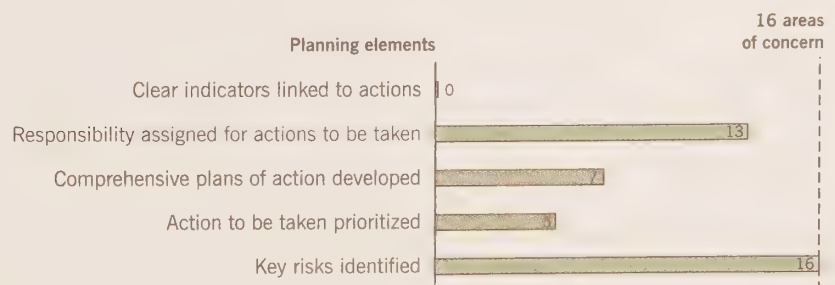 16 areas
of concern
Planning elements
Clear indicators linked to actions 0
Responsibility assigned for actions to be taken 13
Comprehensive plans of action developed 7
Action to be taken prioritized 5
Key risks identified 16